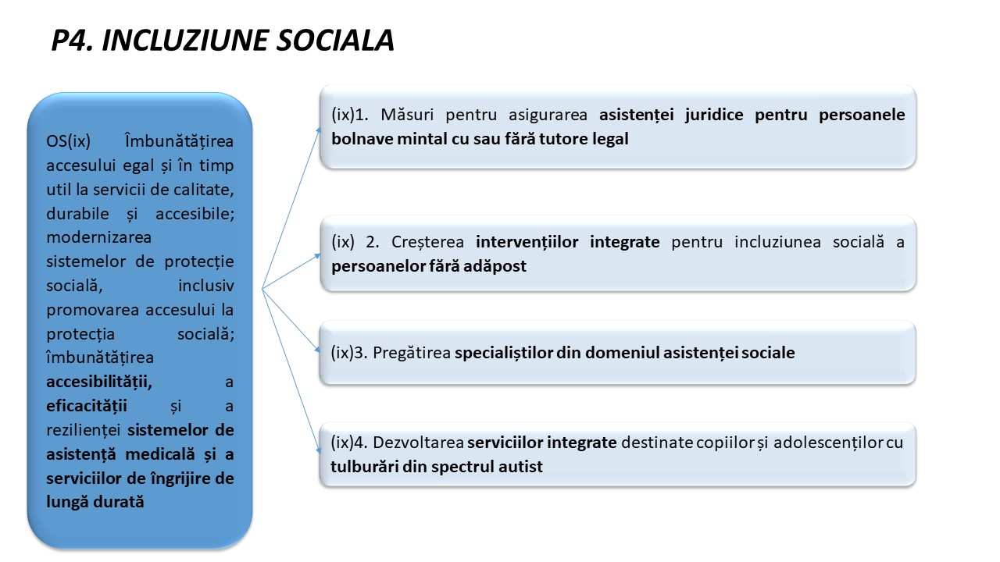 P4. INCLUZIUNE SOCIALA
OS(ix) Îmbunătățirea
accesului egal și în timp
util la servicii de calitate,
durabile și accesibile;
modernizarea
sistemelor de protecție
socială, inclusiv
promovarea accesului la
protecția socială;
îmbunătățirea
accesibilității, a
eficacității și a
rezilienței sistemelor de
asistență medicală și a
serviciilor de îngrijire de
lungă durată
(ix)1. Măsuri pentru asigurarea asistenței juridice pentru persoanele
bolnave mintal cu sau fără tutore legal
(ix) 2. Creșterea intervențiilor integrate pentru incluziunea socială a
persoanelor fără adăpost
(ix)3. Pregătirea specialiștilor din domeniul asistenței sociale
(ix)4. Dezvoltarea serviciilor integrate destinate copiilor și adolescenților cu
tulburări din spectrul autist